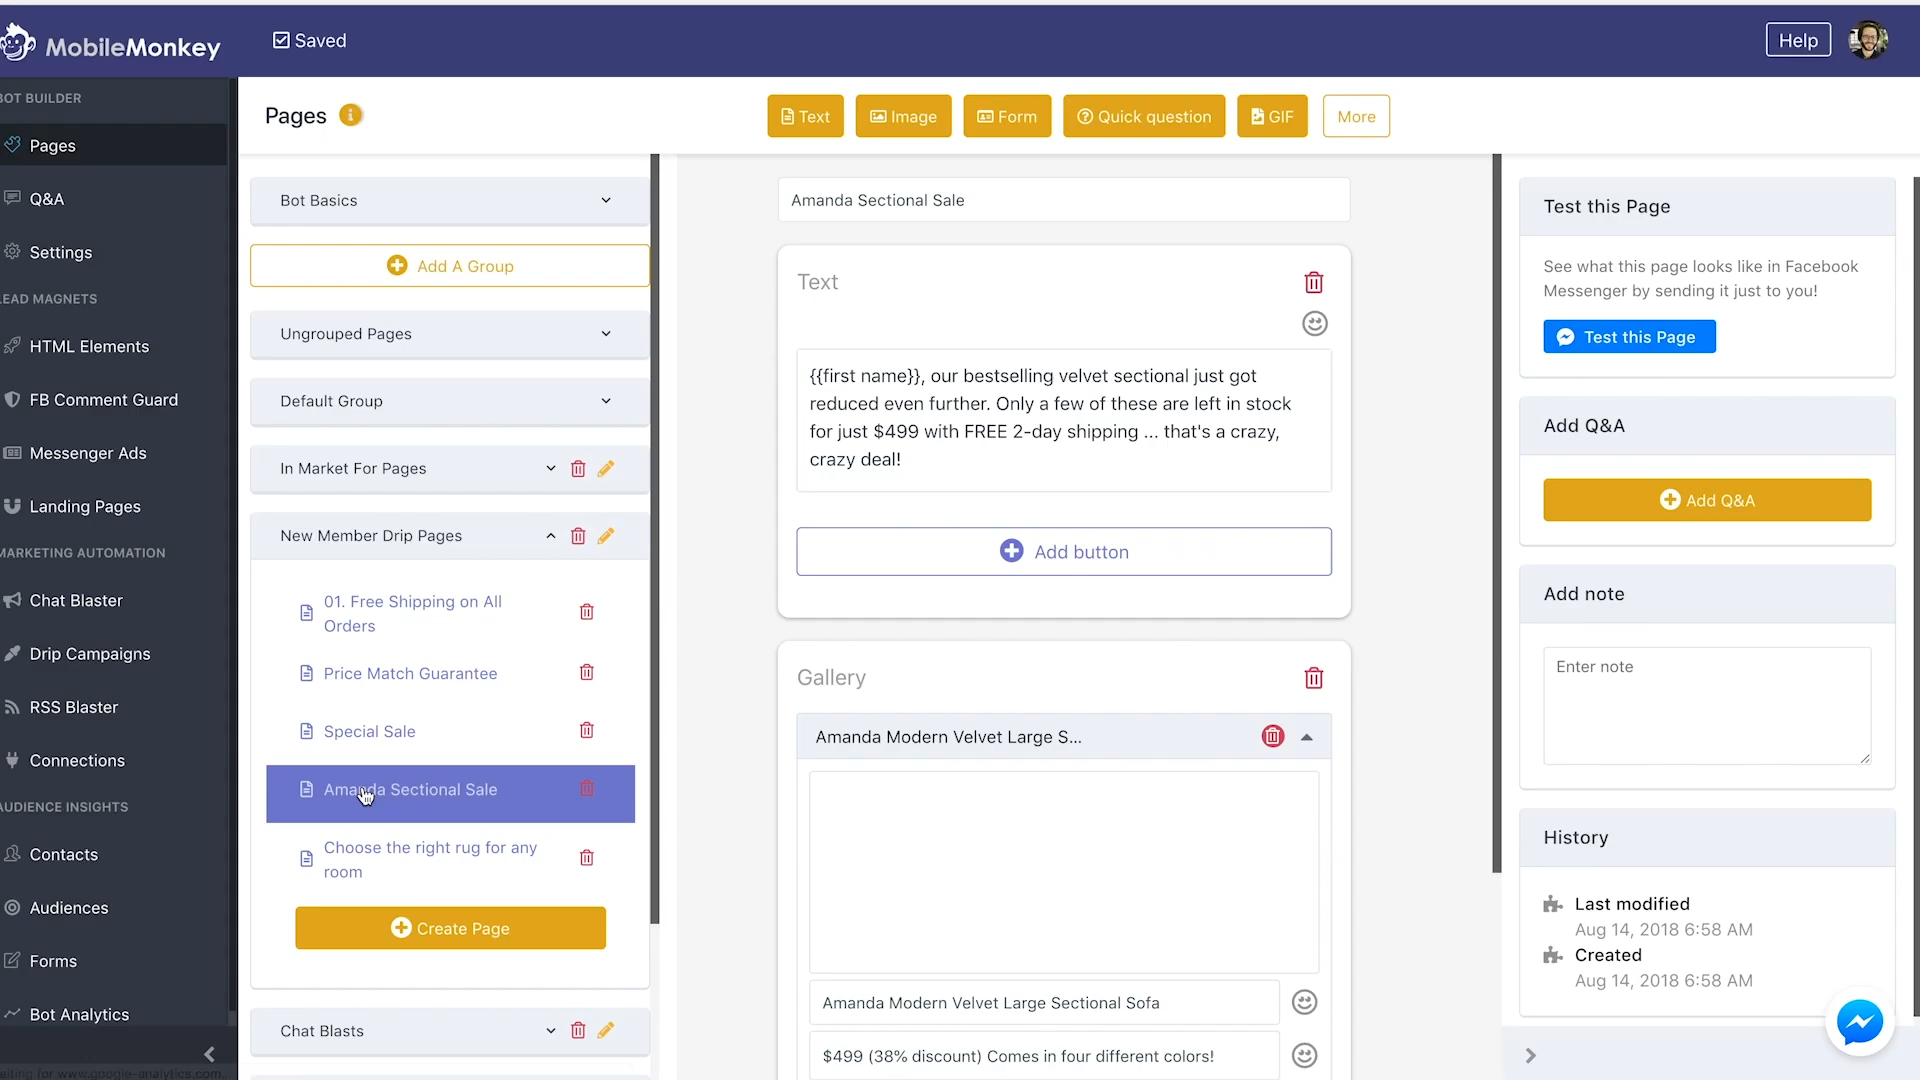 MobileMonkey
Saved
Help
BOT BUILDER
Pages
Q&A
Settings
LEAD MAGNETS
HTML Elements
FB Comment Guard
Messenger Ads
Landing Pages
MARKETING AUTOMATION
Chat Blaster
Drip Campaigns
RSS Blaster
Connections
AUDIENCE INSIGHTS
Contacts
Audiences
Forms
Bot Analytics
eiting for www.google-analytics.com...
Pages
Text
Image
Form
Quick question
GIF
More
Bot Basics
Add A Group
Ungrouped Pages
Default Group
In Market For Pages
New Member Drip Pages
01. Free Shipping on All
Orders
Price Match Guarantee
Special Sale
Amanda Sectional Sale
Choose the right rug for any
room
Create Page
Chat Blasts
Amanda Sectional Sale
Text
{{first name}}, our bestselling velvet sectional just got
reduced even further. Only a few of these are left in stock
for just $499 with FREE 2-day shipping ... that's a crazy,
crazy deal!
Add button
Gallery
Amanda Modern Velvet Large S...
Amanda Modern Velvet Large Sectional Sofa
$499 (38% discount) Comes in four different colors!
Test this Page
See what this page looks like in Facebook
Messenger by sending it just to you!
Test this Page
Add Q&A
Add Q&A
Add note
Enter note
History
Last modified
Aug 14, 2018 6:58 AM
Created
Aug 14, 2018 6:58 AM